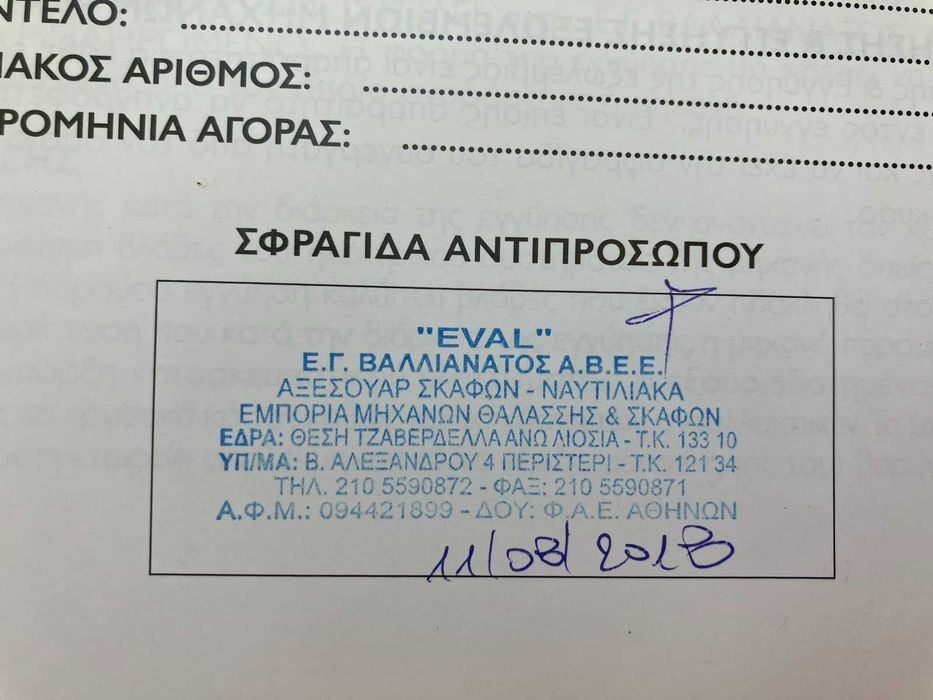 ΝΤΕΛΟ:
ΙΑΚΟΣ ΑΡΙΘΜΟΣ:
ΡΟΜΗΝΙΑ ΑΓΟΡΑΣ:
ΣΦΡΑΓΙΔΑ ΑΝΤΙΠΡΟΣΩΠΟΥ
"EVAL"
Ε.Γ. ΒΑΛΛΙΑΝΑΤΟΣ Α.Β.Ε.Ε.
ΑΞΕΣΟΥΑΡ ΣΚΑΦΩΝ - ΝΑΥΤΙΛΙΑΚΑ
ΕΜΠΟΡΙΑ ΜΗΧΑΝΩΝ ΘΑΛΑΣΣΗΣ & ΣΚΑΦΩΝ
ΕΔΡΑ: ΘΕΣΗ ΤΖΑΒΕΡΔΕΛΛΑ ΑΝΩ ΛΙΟΣΙΑ - Τ.Κ. 133 10
ΥΠ/ΜΑ: Β. ΑΛΕΞΑΝΔΡΟΥ 4 ΠΕΡΙΣΤΕΡΙ - Τ.Κ. 121 34
ΤΗΛ. 210 5590872 - ΦΑΞ: 210 5590871
Α.Φ.Μ.: 094421899 - ΔΟΥ: Φ.Α.Ε. ΑΘΗΝΩΝ
11/08/2018